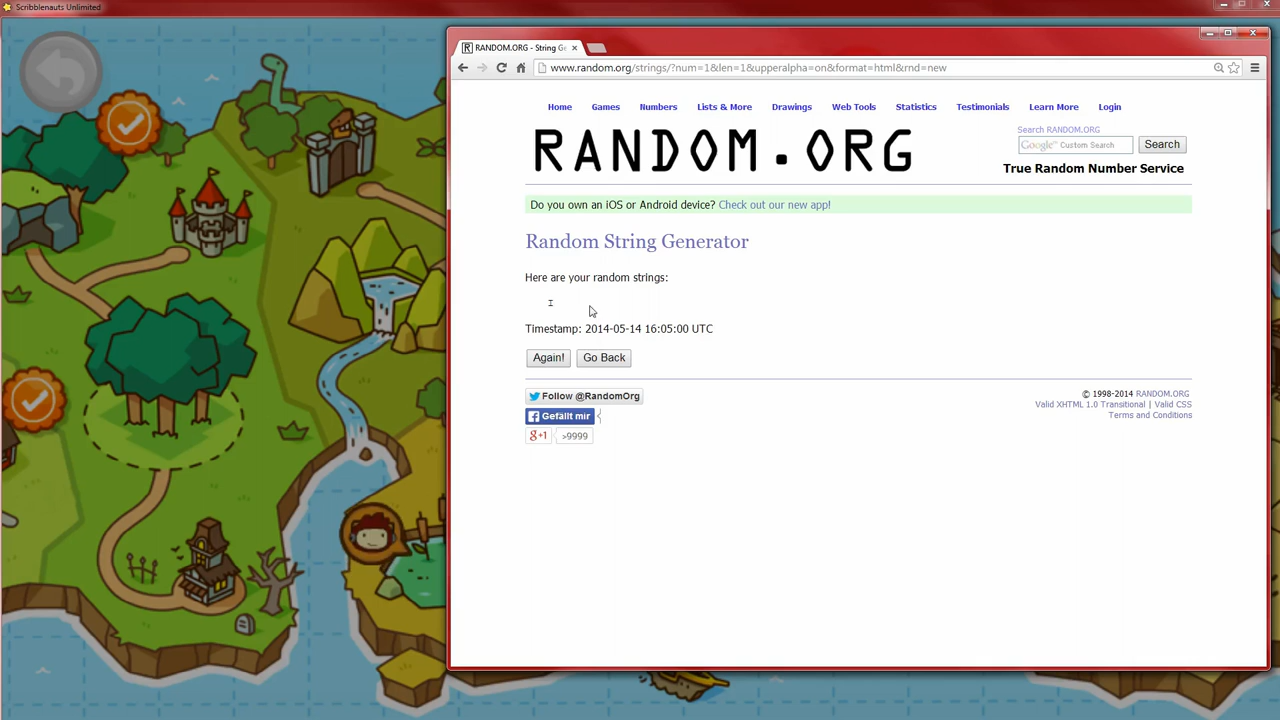 Scribblenauts Unlimited
RANDOM.ORG - String Ge
www.random.org/strings/?num=1&len=1&upperalpha=on&format=html&rnd=new
Home Games Numbers Lists & More Drawings Web Tools Statistics Testimonials Learn More Login
RANDOM.ORG
Search RANDOM.ORG
Google™ Custom Search Search
True Random Number Service
Do you own an iOS or Android device? Check out our new app!
Random String Generator
Here are your random strings:
I
Timestamp: 2014-05-14 16:05:00 UTC
Again! Go Back
Follow @RandomOrg
Gefällt mir
g+1 >9999
© 1998-2014 RANDOM.ORG
Valid XHTML 1.0 Transitional | Valid CSS
Terms and Conditions